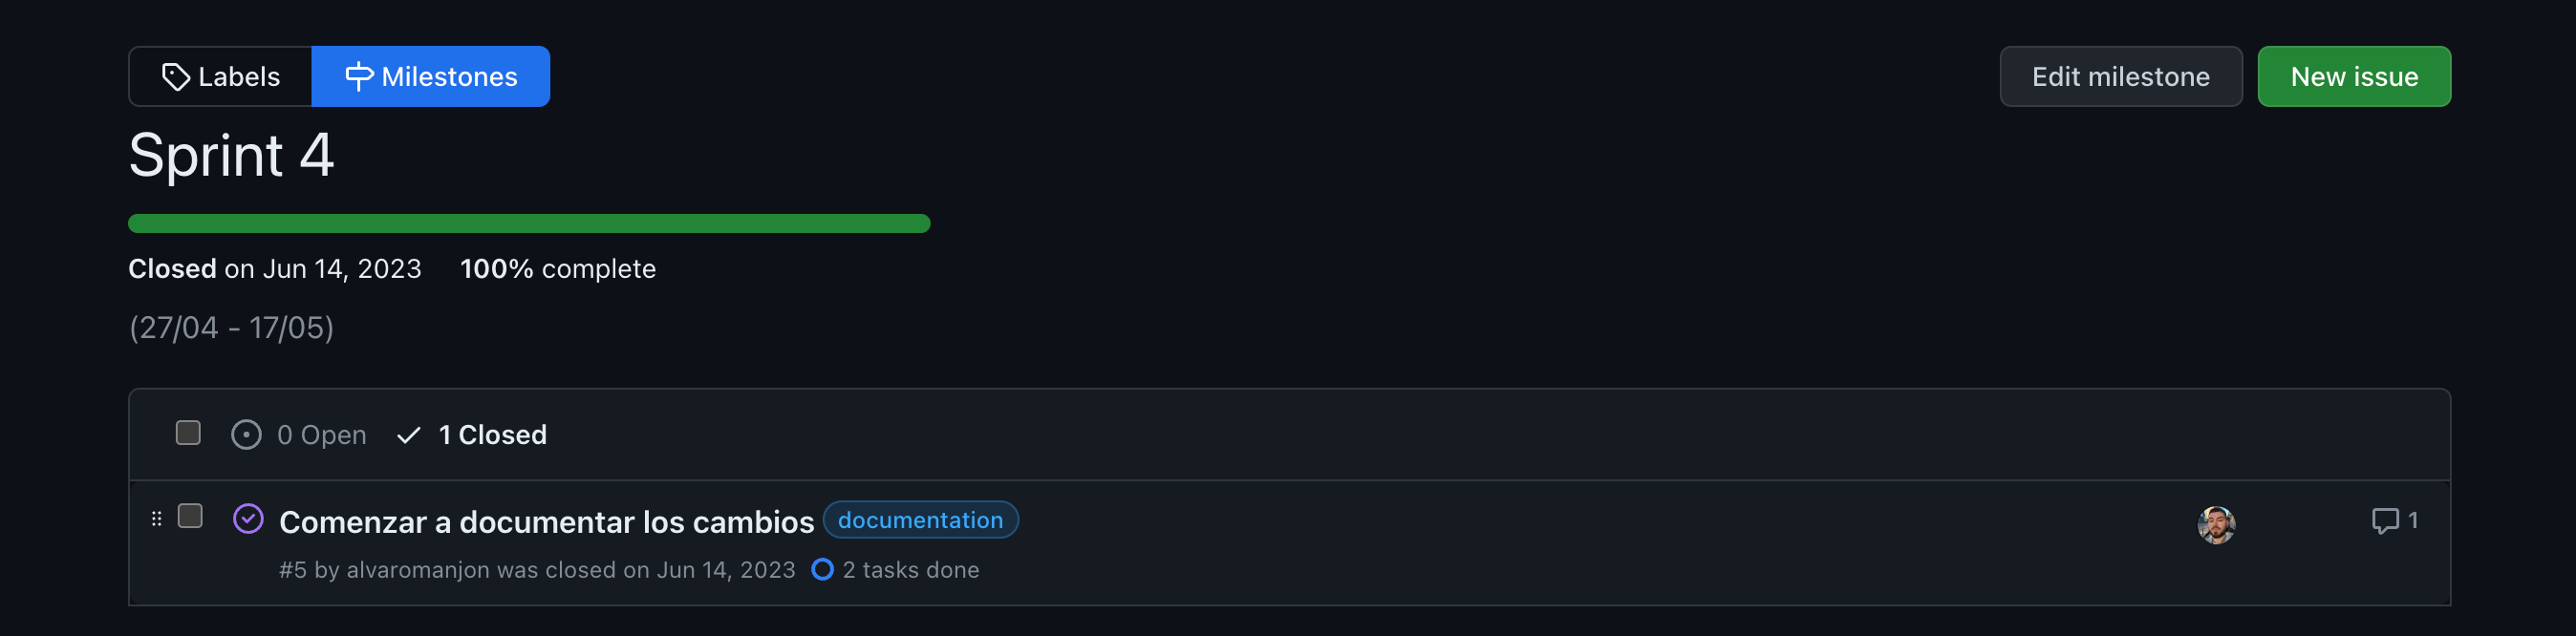 Labels Milestones Edit milestone New issue
Sprint 4
Closed on Jun 14, 2023 100% complete
(27/04 - 17/05)
0 Open 1 Closed
Comenzar a documentar los cambios documentation 1
#5 by alvaromanjon was closed on Jun 14, 2023 2 tasks done